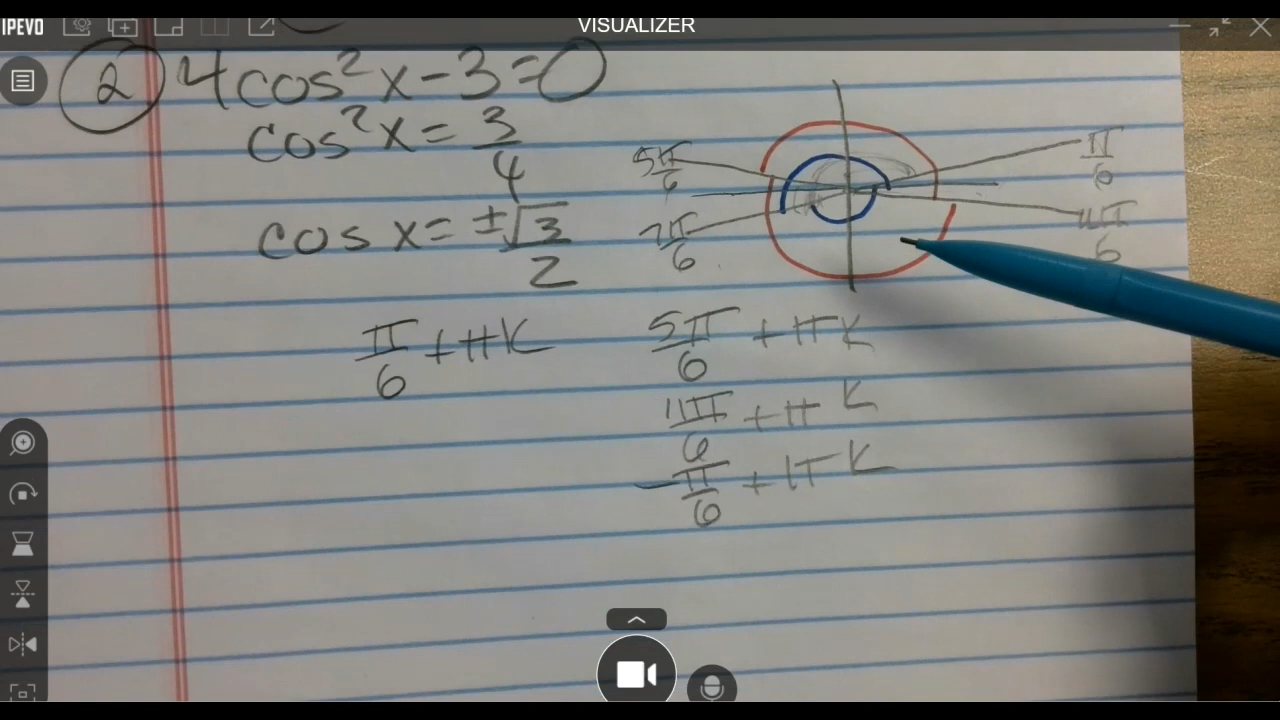 IPEVO
VISUALIZER
② 4cos²x-3=0
cos²x = 3/4
cos x = ±√3/2
5π/6
π/6
7π/6
11π/6
π/6 + πK
5π/6 + πK
11π/6 + πK
-π/6 + πK